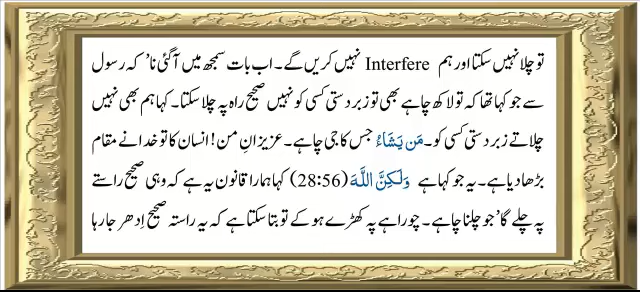 تو چلا نہیں سکتا اور ہم Interfere نہیں کریں گے۔ اب بات سمجھ میں آ گئی نا' کہ رسول
سے جو کہا تھا کہ تو لاکھ چاہے بھی تو زبردستی کسی کو نہیں صحیح راہ پہ چلا سکتا۔ کہا ہم بھی نہیں
چلاتے زبردستی کسی کو۔ مَن يَشَاءُ جس کا جی چاہے۔ عزیزانِ من! انسان کا تو خدا نے مقام
بڑھا دیا ہے۔ یہ جو کہا ہے وَلَـٰكِنَّ اللَّهَ (28:56) کہا ہمارا قانون یہ ہے کہ وہی صحیح راستے
پہ چلے گا' جو چلنا چاہے۔ چوراہے پہ کھڑے ہو کے تو بتا سکتا ہے کہ یہ راستہ صحیح اِدھر جا رہا